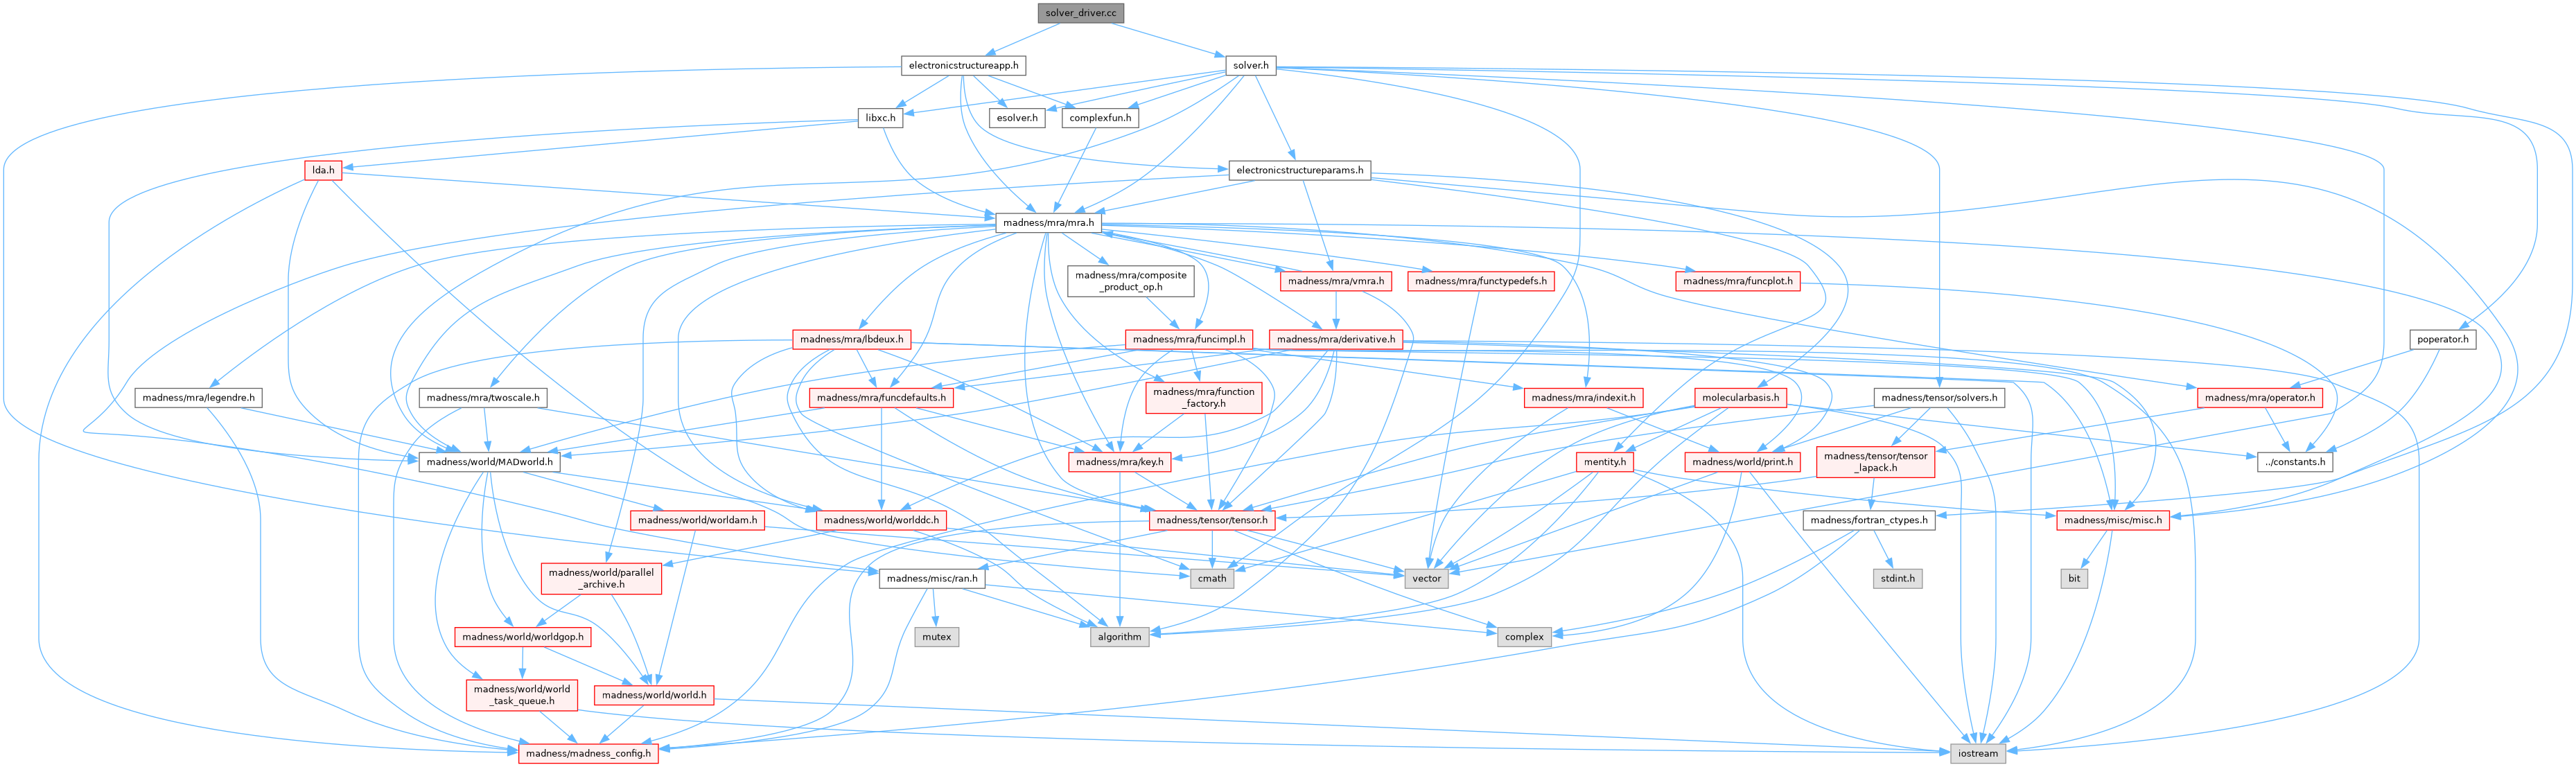 solver_driver.cc
electronicstructureapp.h
solver.h
libxc.h
esolver.h
complexfun.h
lda.h
electronicstructureparams.h
madness/mra/mra.h
madness/mra/composite
_product_op.h
madness/mra/vmra.h
madness/mra/functypedefs.h
madness/mra/funcplot.h
madness/mra/lbdeux.h
madness/mra/funcimpl.h
madness/mra/derivative.h
poperator.h
madness/mra/legendre.h
madness/mra/twoscale.h
madness/mra/funcdefaults.h
madness/mra/function
_factory.h
madness/mra/indexit.h
molecularbasis.h
madness/tensor/solvers.h
madness/mra/operator.h
madness/world/MADworld.h
madness/mra/key.h
mentity.h
madness/world/print.h
madness/tensor/tensor
_lapack.h
../constants.h
madness/world/worldam.h
madness/world/worlddc.h
madness/tensor/tensor.h
madness/fortran_ctypes.h
madness/misc/misc.h
madness/world/parallel
_archive.h
madness/misc/ran.h
cmath
vector
stdint.h
bit
madness/world/worldgop.h
mutex
algorithm
complex
madness/world/world
_task_queue.h
madness/world/world.h
madness/madness_config.h
iostream